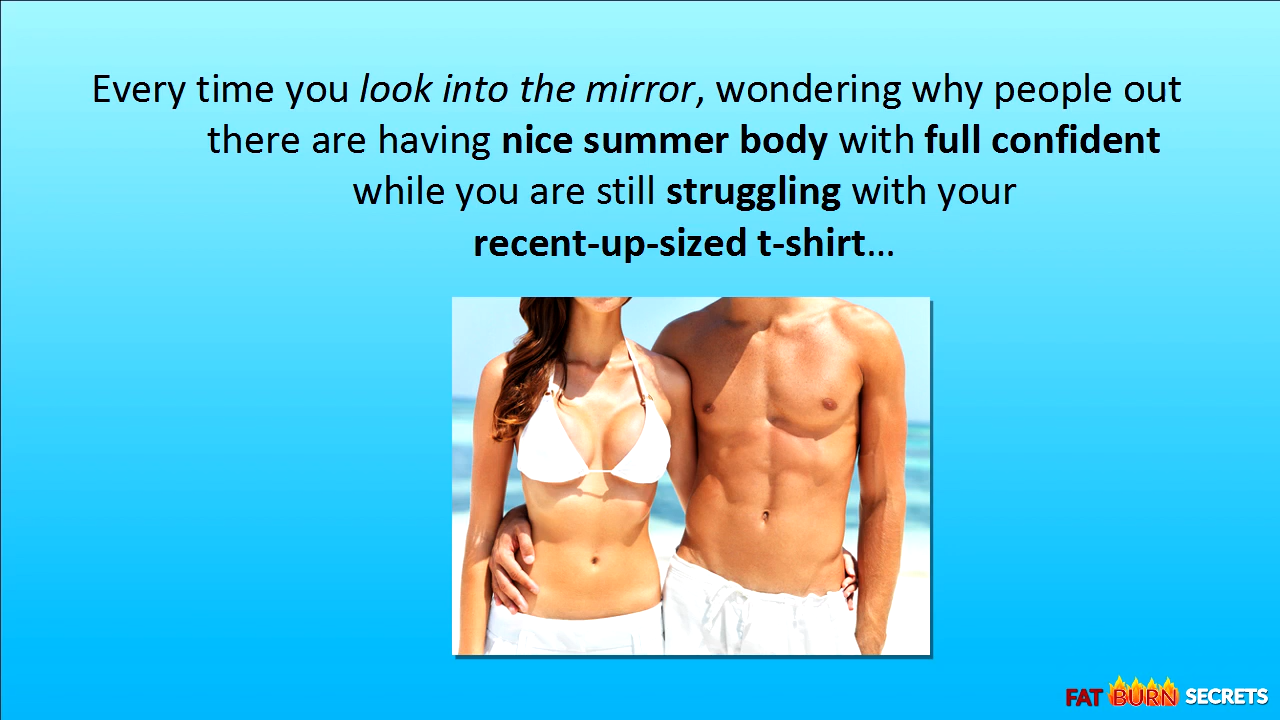 Every time you look into the mirror, wondering why people out
there are having nice summer body with full confident
while you are still struggling with your
recent-up-sized t-shirt...
FAT BURN SECRETS